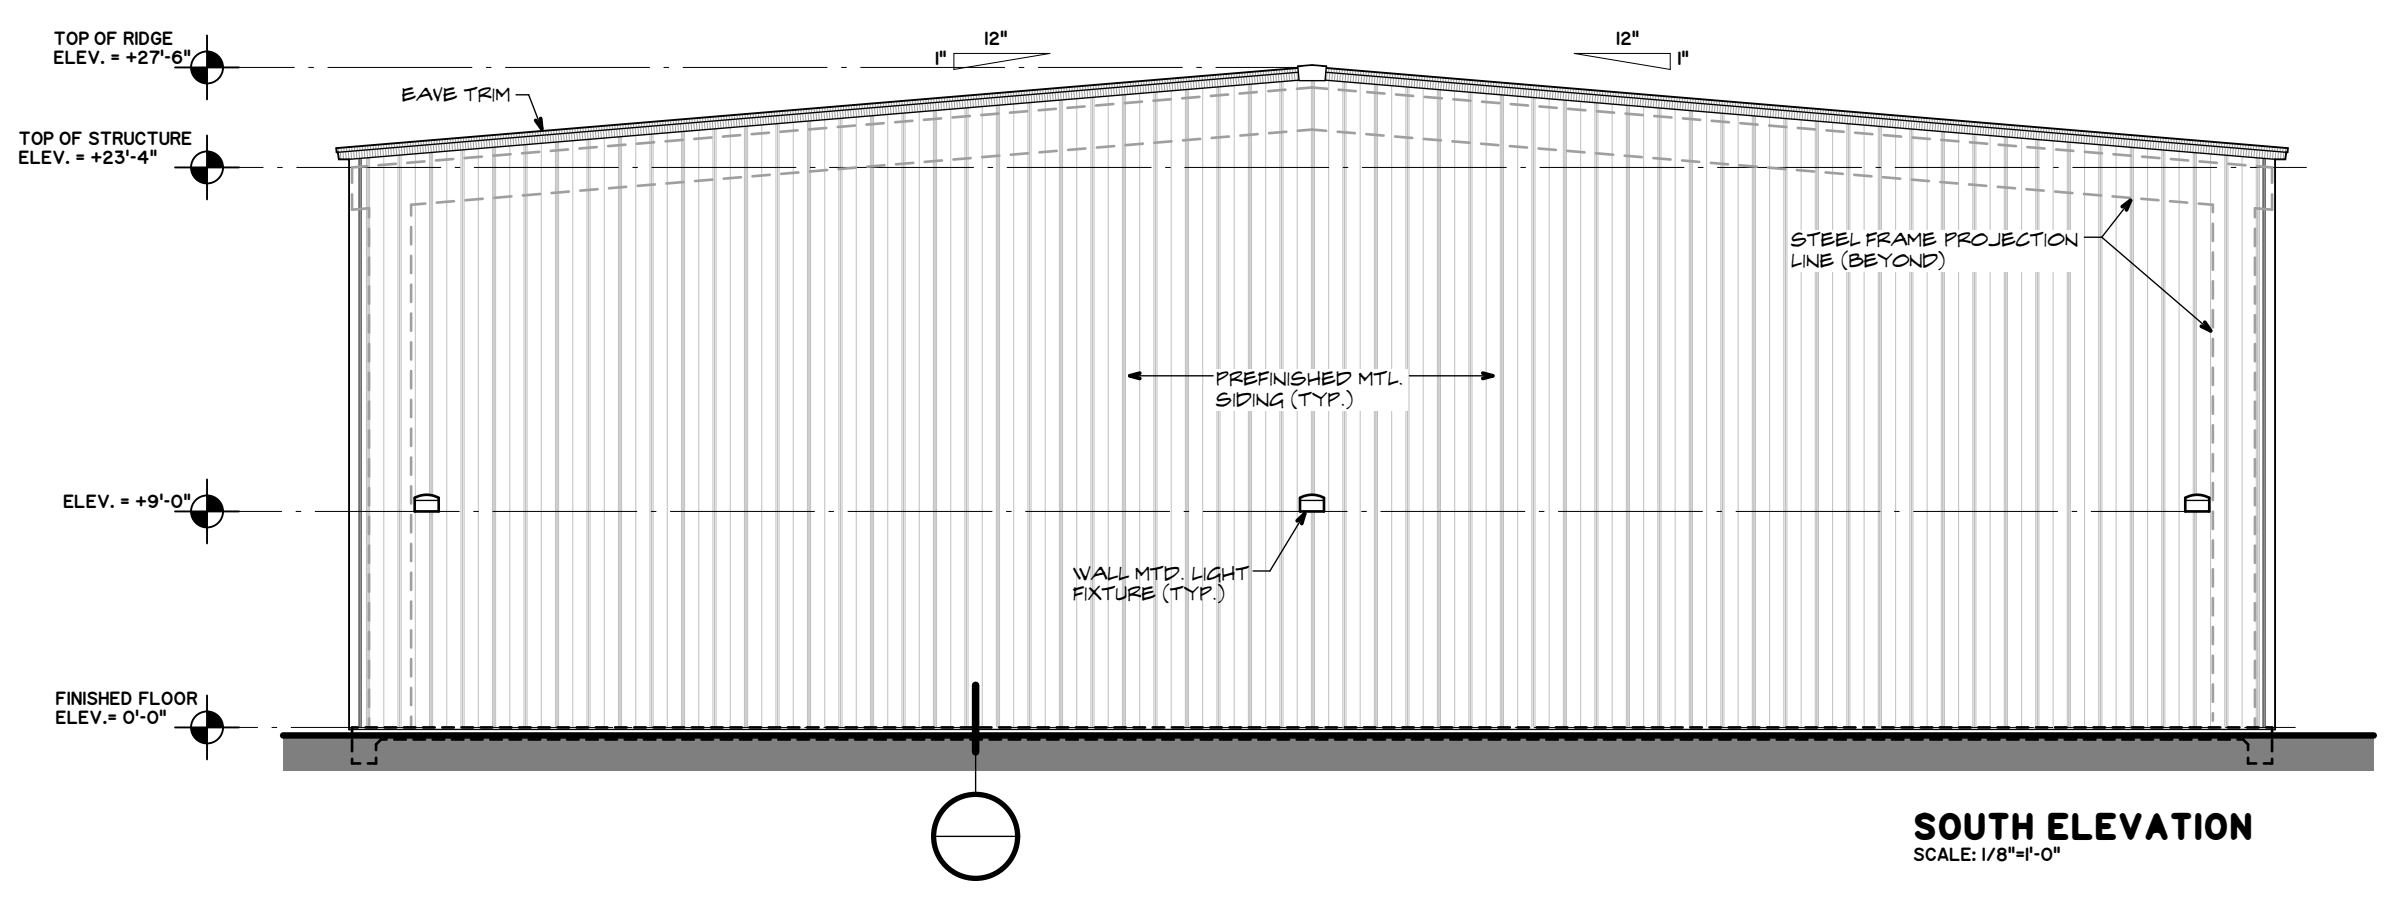 TOP OF RIDGE
ELEV. = +27'-6"
12"
1"
12"
1"
EAVE TRIM
TOP OF STRUCTURE
ELEV. = +23'-4"
STEEL FRAME PROJECTION
LINE (BEYOND)
PREFINISHED MTL.
SIDING (TYP.)
ELEV. = +9'-0"
WALL MTD. LIGHT
FIXTURE (TYP.)
FINISHED FLOOR
ELEV.= 0'-0"
SOUTH ELEVATION
SCALE: 1/8"=1'-0"